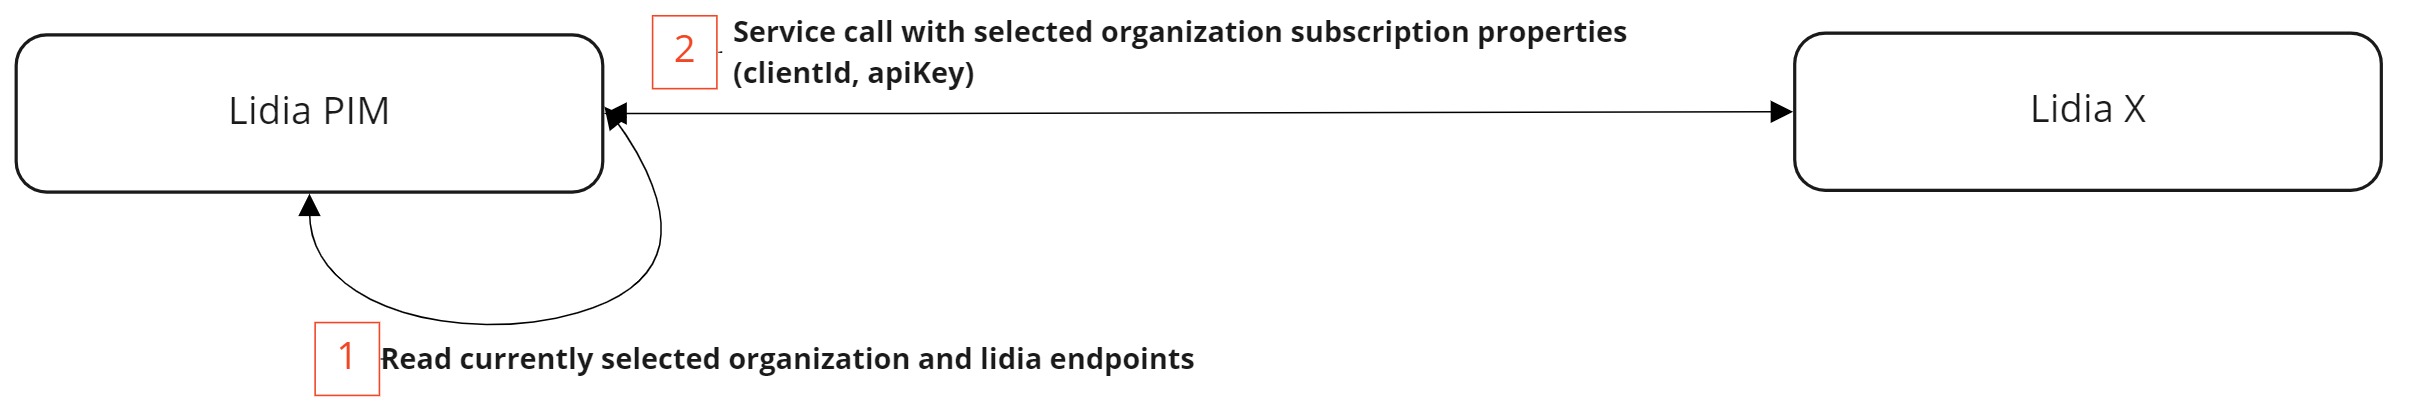 2
Service call with selected organization subscription properties
(clientId, apiKey)
Lidia PIM
Lidia X
1
Read currently selected organization and lidia endpoints